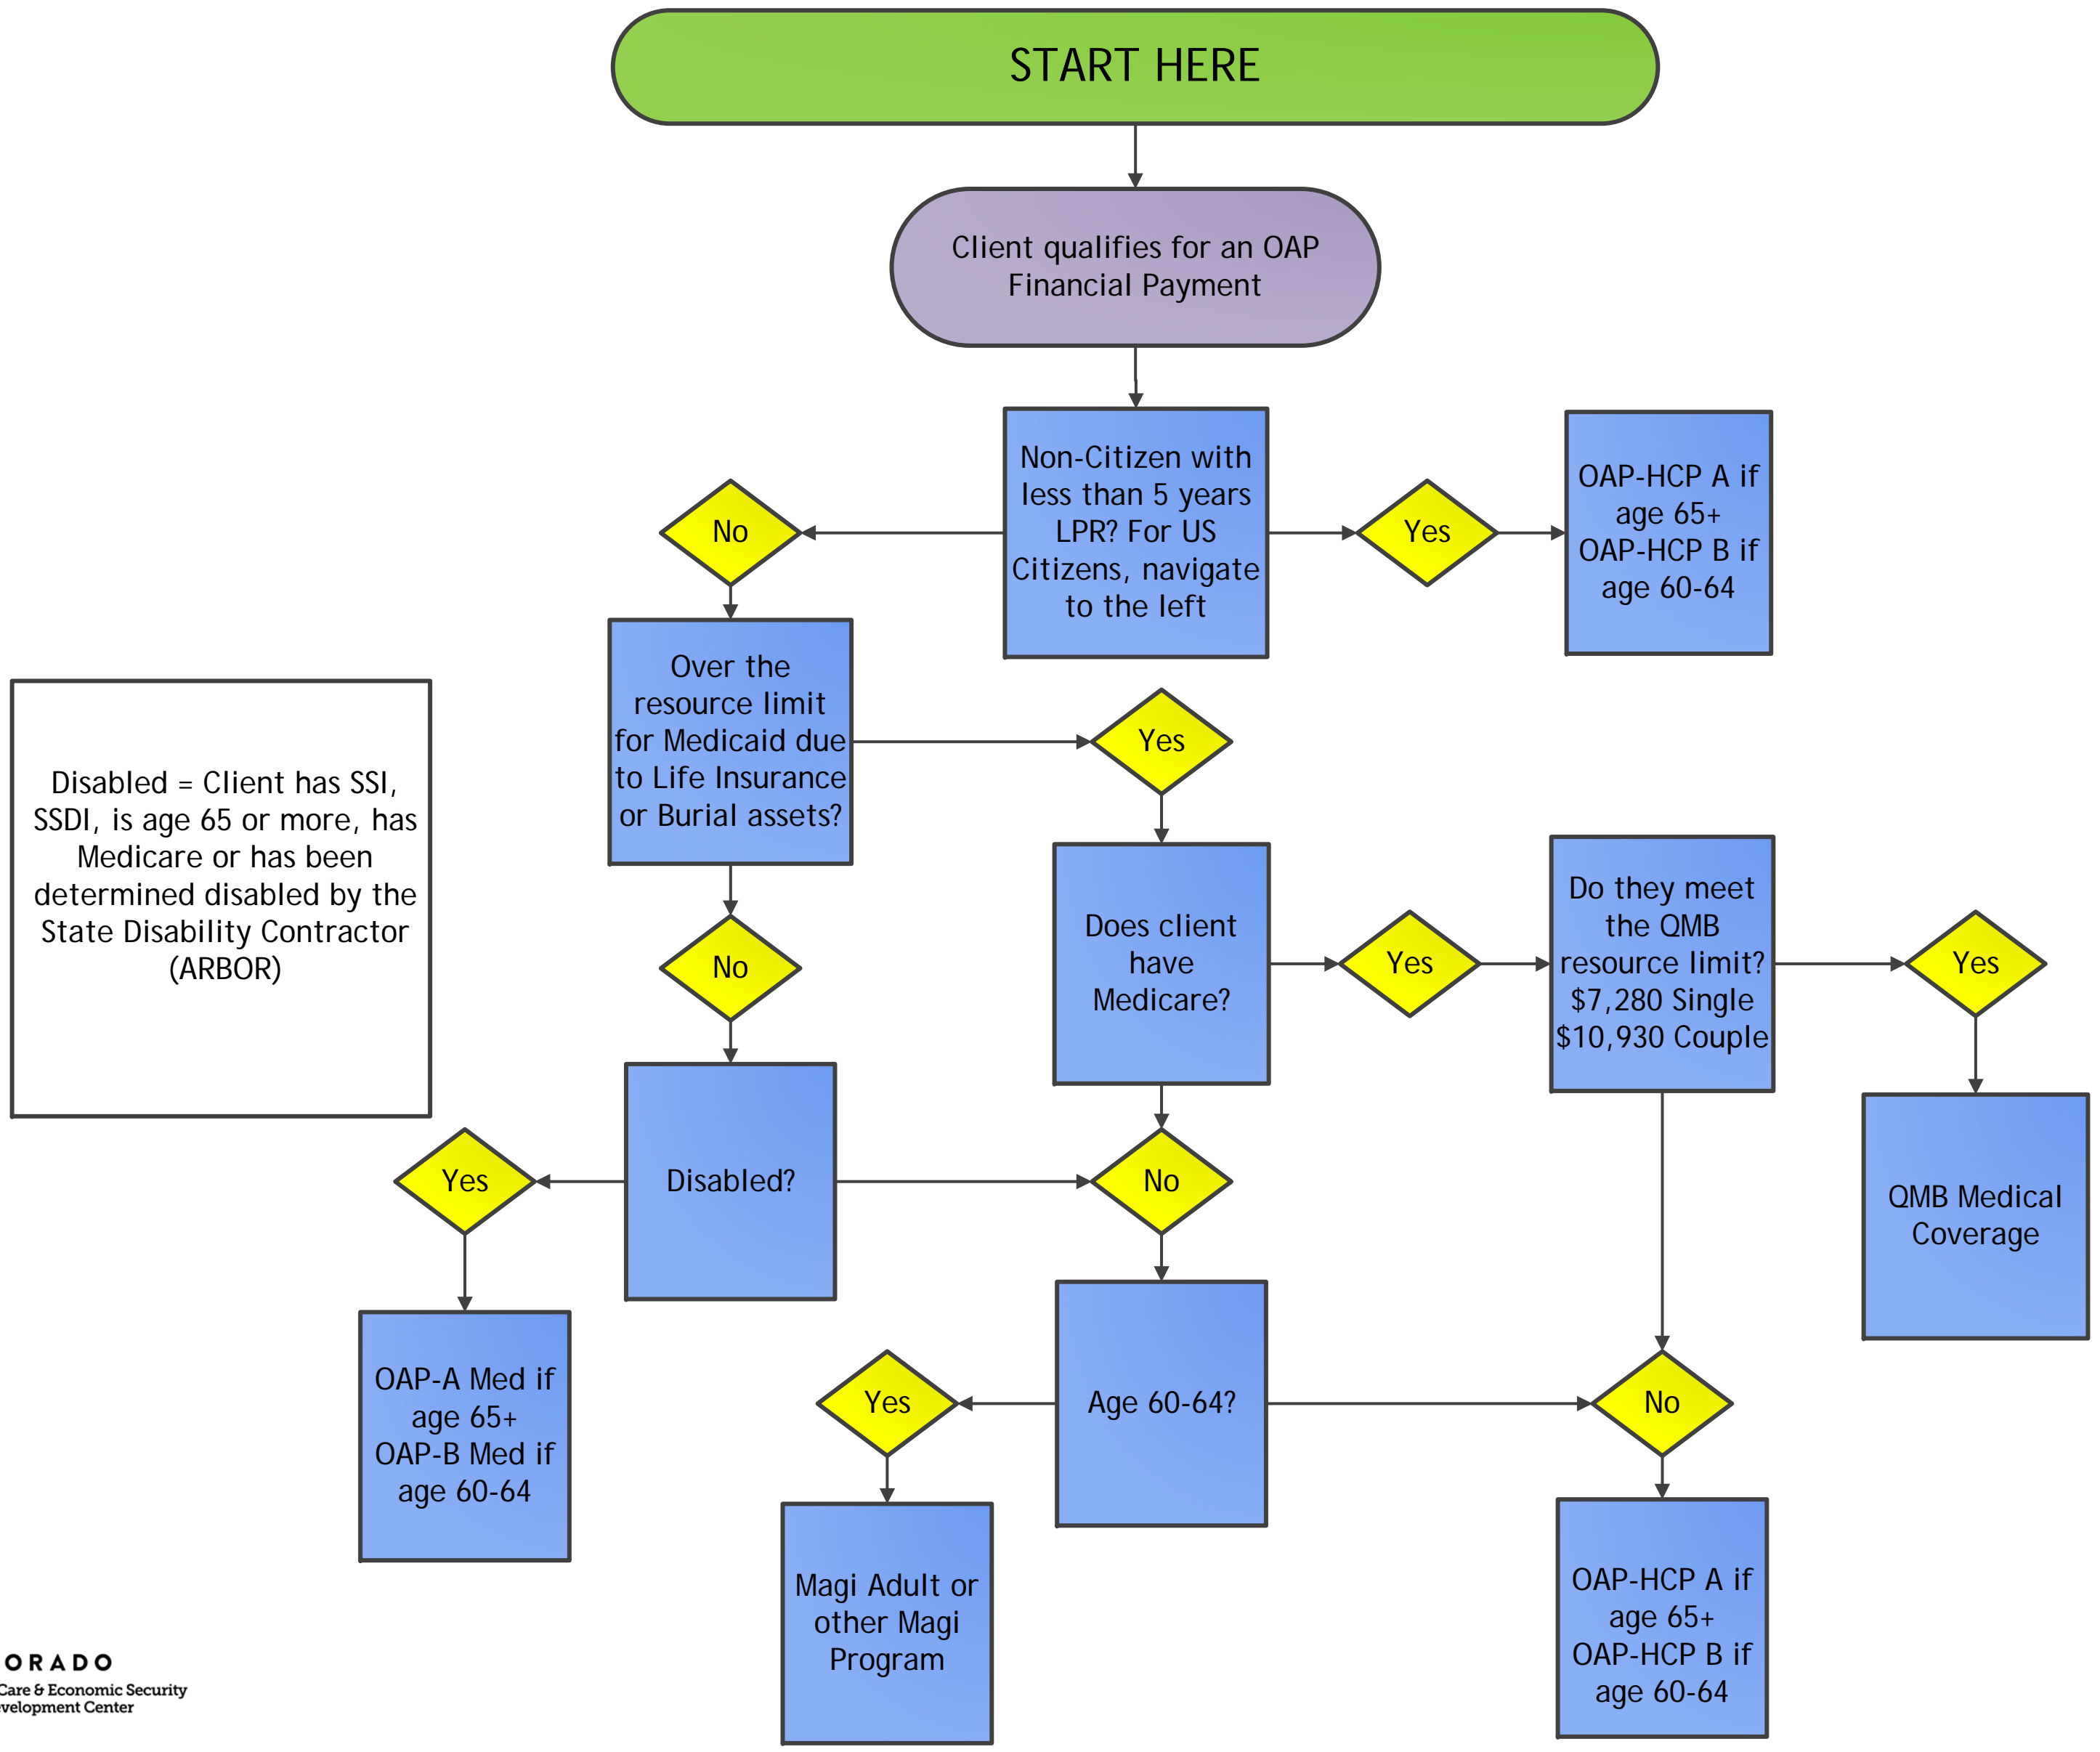 START HERE
Client qualifies for an OAP
Financial Payment
Non-Citizen with
less than 5 years
LPR? For US
Citizens, navigate
to the left
No
Yes
OAP-HCP A if
age 65+
OAP-HCP B if
age 60-64
Over the
resource limit
for Medicaid due
to Life Insurance
or Burial assets?
Yes
Disabled = Client has SSI,
SSDI, is age 65 or more, has
Medicare or has been
determined disabled by the
State Disability Contractor
(ARBOR)
No
Does client
have
Medicare?
Yes
Do they meet
the QMB
resource limit?
$7,280 Single
$10,930 Couple
Yes
Yes
Disabled?
No
QMB Medical
Coverage
OAP-A Med if
age 65+
OAP-B Med if
age 60-64
Yes
Age 60-64?
No
Magi Adult or
other Magi
Program
OAP-HCP A if
age 65+
OAP-HCP B if
age 60-64
ORADO
Care & Economic Security
velopment Center